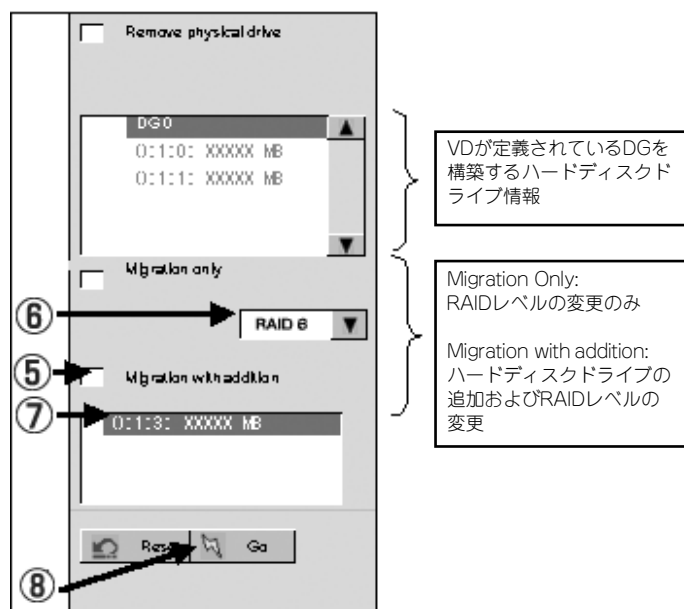 Remove physical drive
DG0
0:1:0: XXXXX MB
0:1:1: XXXXX MB
VDが定義されているDGを
構築するハードディスクド
ライブ情報
Migration only
⑥
RAID 6
Migration Only:
RAIDレベルの変更のみ
Migration with addition:
ハードディスクドライブの
追加およびRAIDレベルの
変更
⑤
Migration with addition
⑦
0:1:3: XXXXX MB
Go
⑧